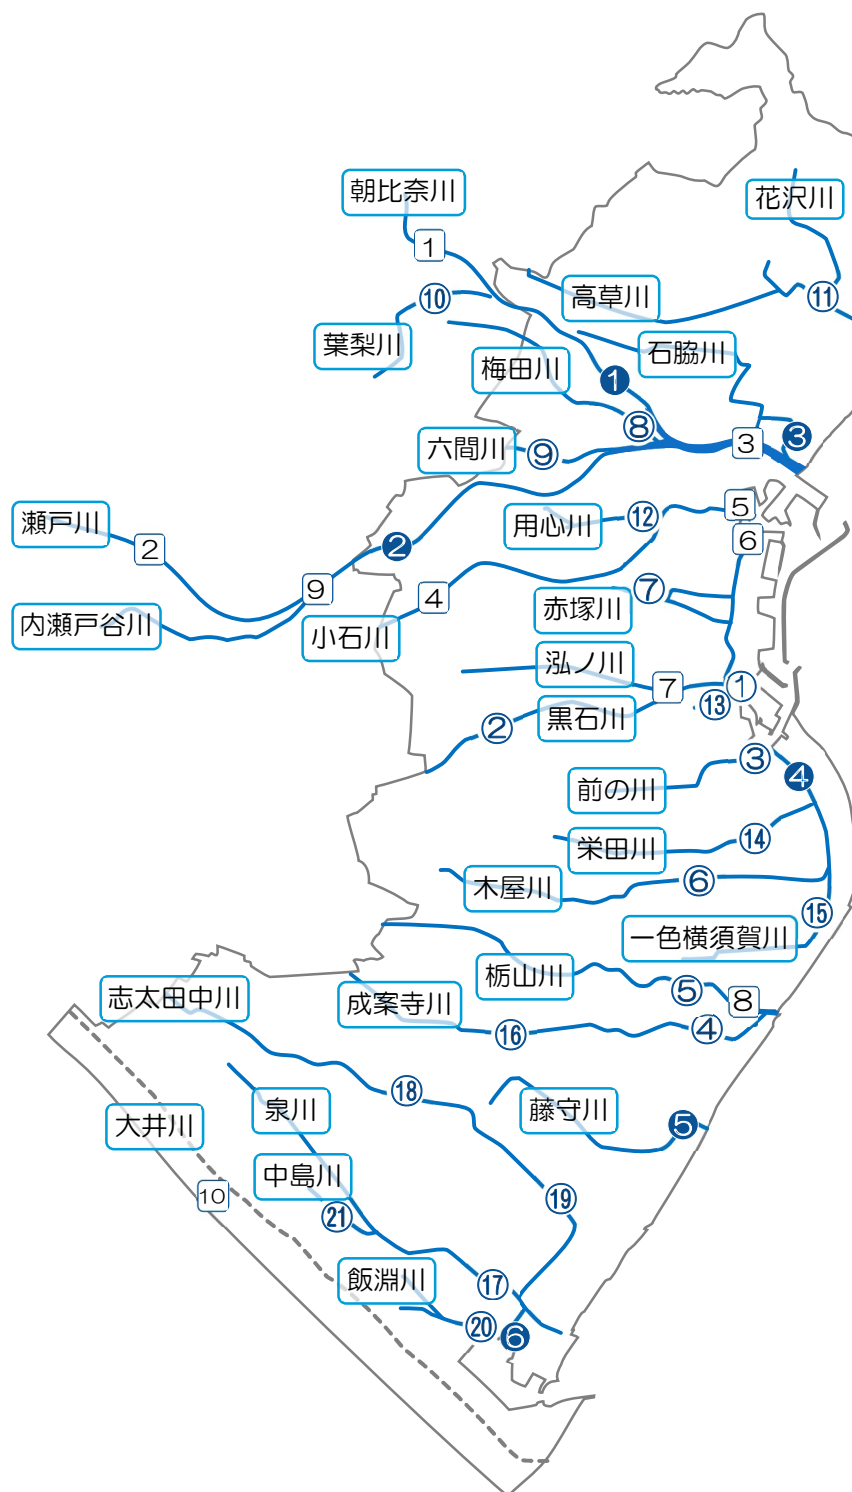 朝比奈川
花沢川
1
高草川
⑩
⑪
葉梨川
石脇川
梅田川
❶
⑧
❸
3
六間川
⑨
瀬戸川
5
用心川
⑫
2
❷
6
9
4
⑦
赤塚川
内瀬戸谷川
小石川
泓ノ川
7
①
⑬
黒石川
②
③
❹
前の川
⑭
栄田川
木屋川
⑥
⑮
一色横須賀川
栃山川
⑤
8
志太田中川
成案寺川
⑯
④
⑱
泉川
藤守川
❺
大井川
中島川
10
⑲
㉑
飯淵川
⑰
⑳
❻